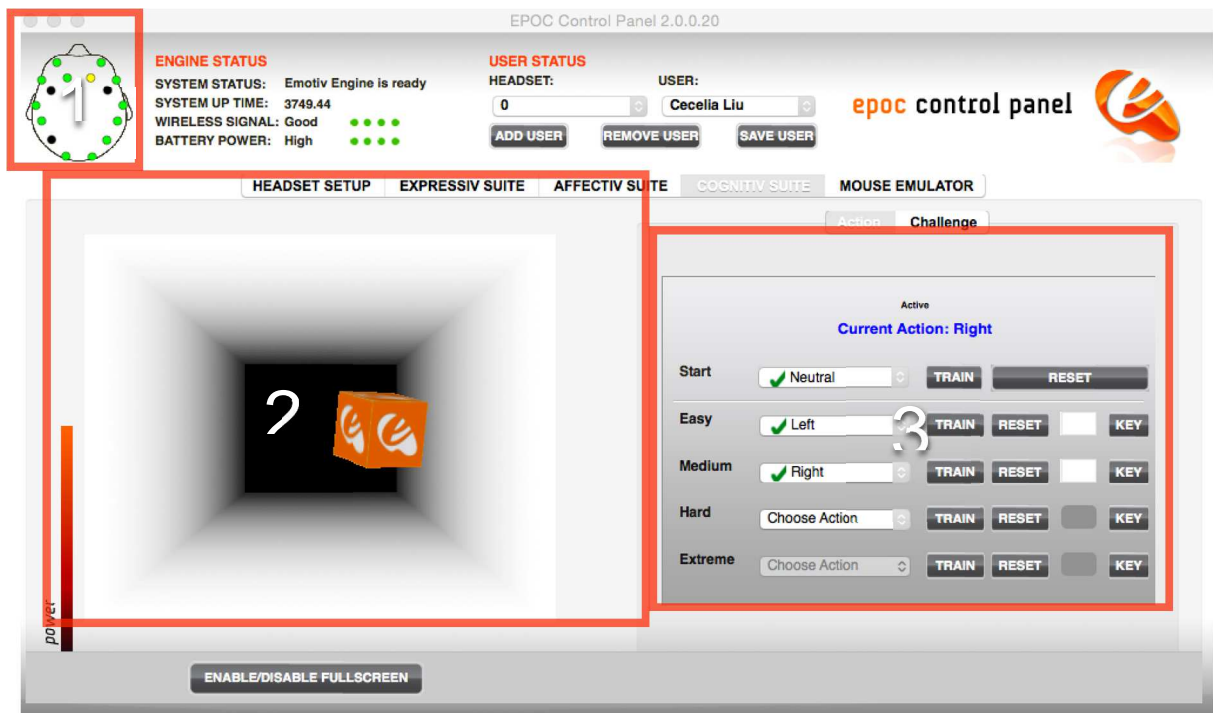 EPOC Control Panel 2.0.0.20
1
ENGINE STATUS
SYSTEM STATUS: Emotiv Engine is ready
SYSTEM UP TIME: 3749.44
WIRELESS SIGNAL: Good
BATTERY POWER: High
USER STATUS
HEADSET: USER:
0 Cecelia Liu
ADD USER REMOVE USER SAVE USER
epoc control panel
HEADSET SETUP EXPRESSIV SUITE AFFECTIV SUITE COGNITIV SUITE MOUSE EMULATOR
Action Challenge
2
power
Active
Current Action: Right
Start Neutral TRAIN RESET
Easy Left TRAIN RESET KEY
3
Medium Right TRAIN RESET KEY
Hard Choose Action TRAIN RESET KEY
Extreme Choose Action TRAIN RESET KEY
ENABLE/DISABLE FULLSCREEN